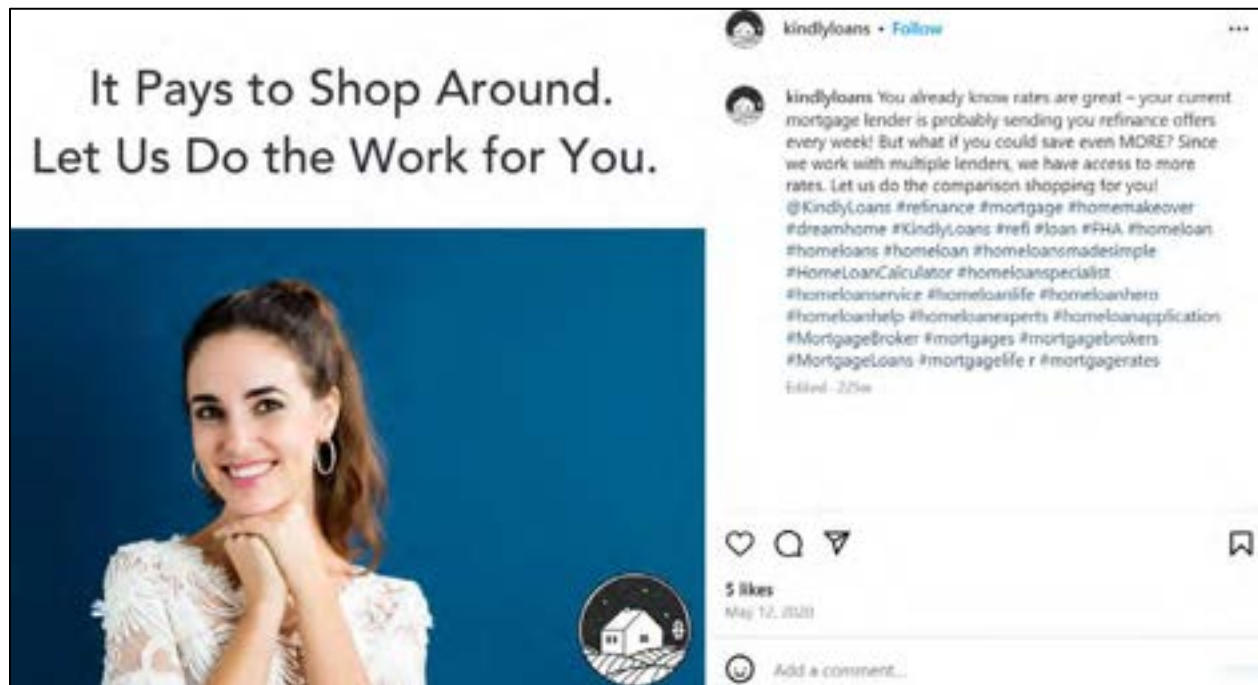 It Pays to Shop Around.
Let Us Do the Work for You.
kindlyloans • Follow
kindlyloans You already know rates are great – your current
mortgage lender is probably sending you refinance offers
every week! But what if you could save even MORE? Since
we work with multiple lenders, we have access to more
rates. Let us do the comparison shopping for you!
@KindlyLoans #refinance #mortgage #homemakeover
#dreamhome #KindlyLoans #refi #loan #FHA #homeloan
#homeloans #homeloan #homeloansmadesimple
#HomeLoanCalculator #homeloanspecialist
#homeloanservice #homeloanlife #homeloanhero
#homeloanhelp #homeloanexperts #homeloanapplication
#MortgageBroker #mortgages #mortgagebrokers
#MortgageLoans #mortgagelife r #mortgagerates
Edited · 225w
5 likes
May 12, 2020
Add a comment...